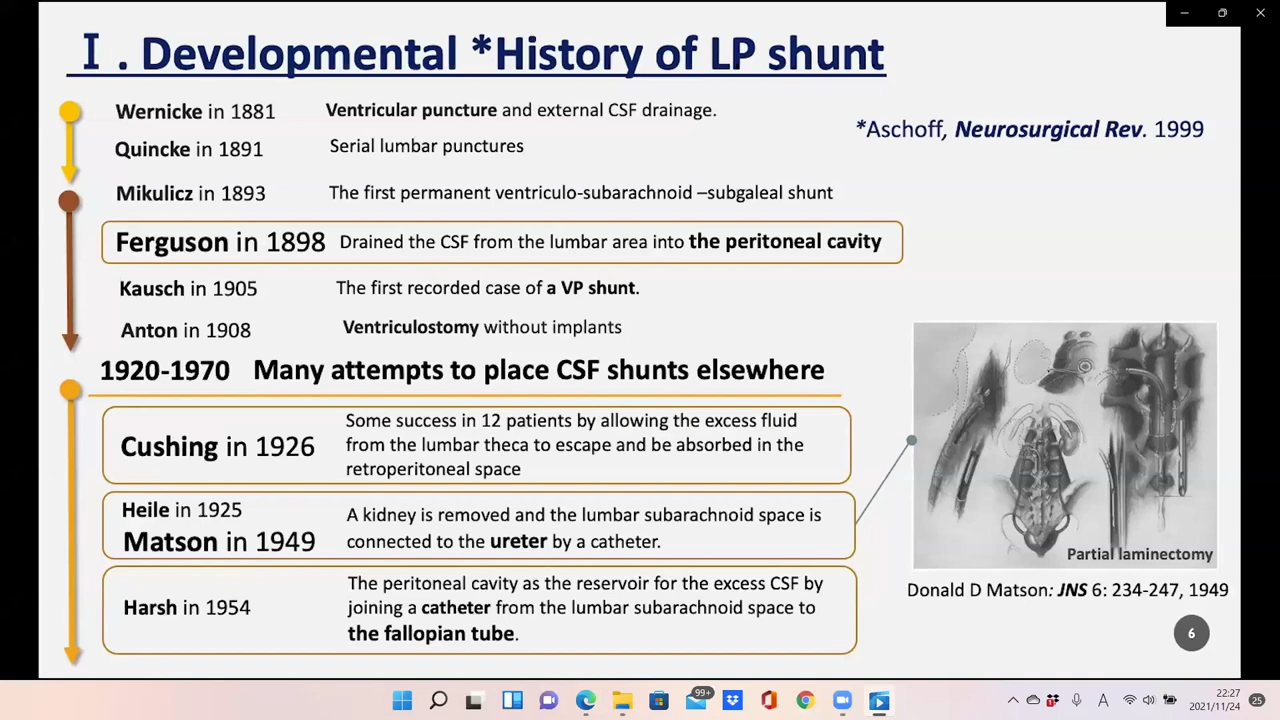 Ⅰ. Developmental *History of LP shunt
Wernicke in 1881 Ventricular puncture and external CSF drainage.
*Aschoff, Neurosurgical Rev. 1999
Quincke in 1891 Serial lumbar punctures
Mikulicz in 1893 The first permanent ventriculo-subarachnoid –subgaleal shunt
Ferguson in 1898 Drained the CSF from the lumbar area into the peritoneal cavity
Kausch in 1905 The first recorded case of a VP shunt.
Anton in 1908 Ventriculostomy without implants
1920-1970 Many attempts to place CSF shunts elsewhere
Cushing in 1926
Some success in 12 patients by allowing the excess fluid
from the lumbar theca to escape and be absorbed in the
retroperitoneal space
Heile in 1925
Matson in 1949
A kidney is removed and the lumbar subarachnoid space is
connected to the ureter by a catheter.
Harsh in 1954
The peritoneal cavity as the reservoir for the excess CSF by
joining a catheter from the lumbar subarachnoid space to
the fallopian tube.
Partial laminectomy
Donald D Matson: JNS 6: 234-247, 1949
6
99+
A
22:27
2021/11/24
25